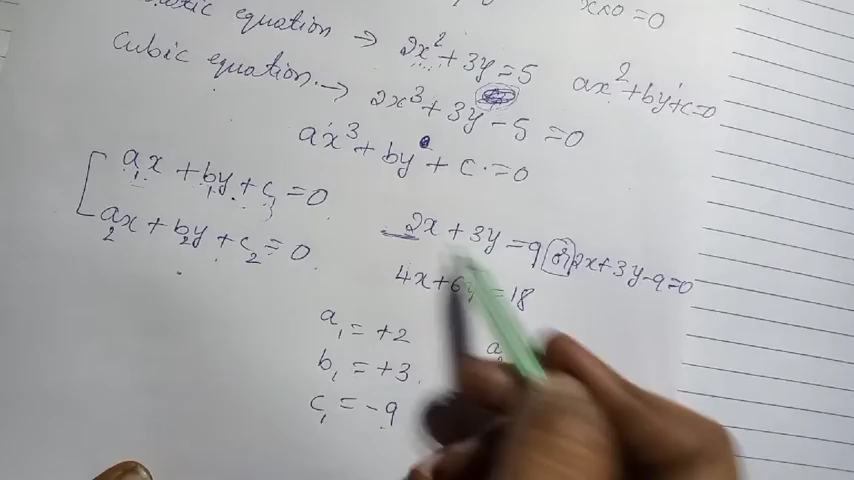 x∧0 = 0
equation → 2x² + 3y = 5
ax² + by' + c = 0
Cubic equation. → 2x³ + 3y - 5 = 0
ax³ + by + c = 0
a₁x + b₁y + c₁ = 0
a₂x + b₂y + c₂ = 0
2x + 3y = 9 or 2x + 3y - 9 = 0
4x + 6y = 18
a₁ = +2
b₁ = +3
c₁ = -9
a